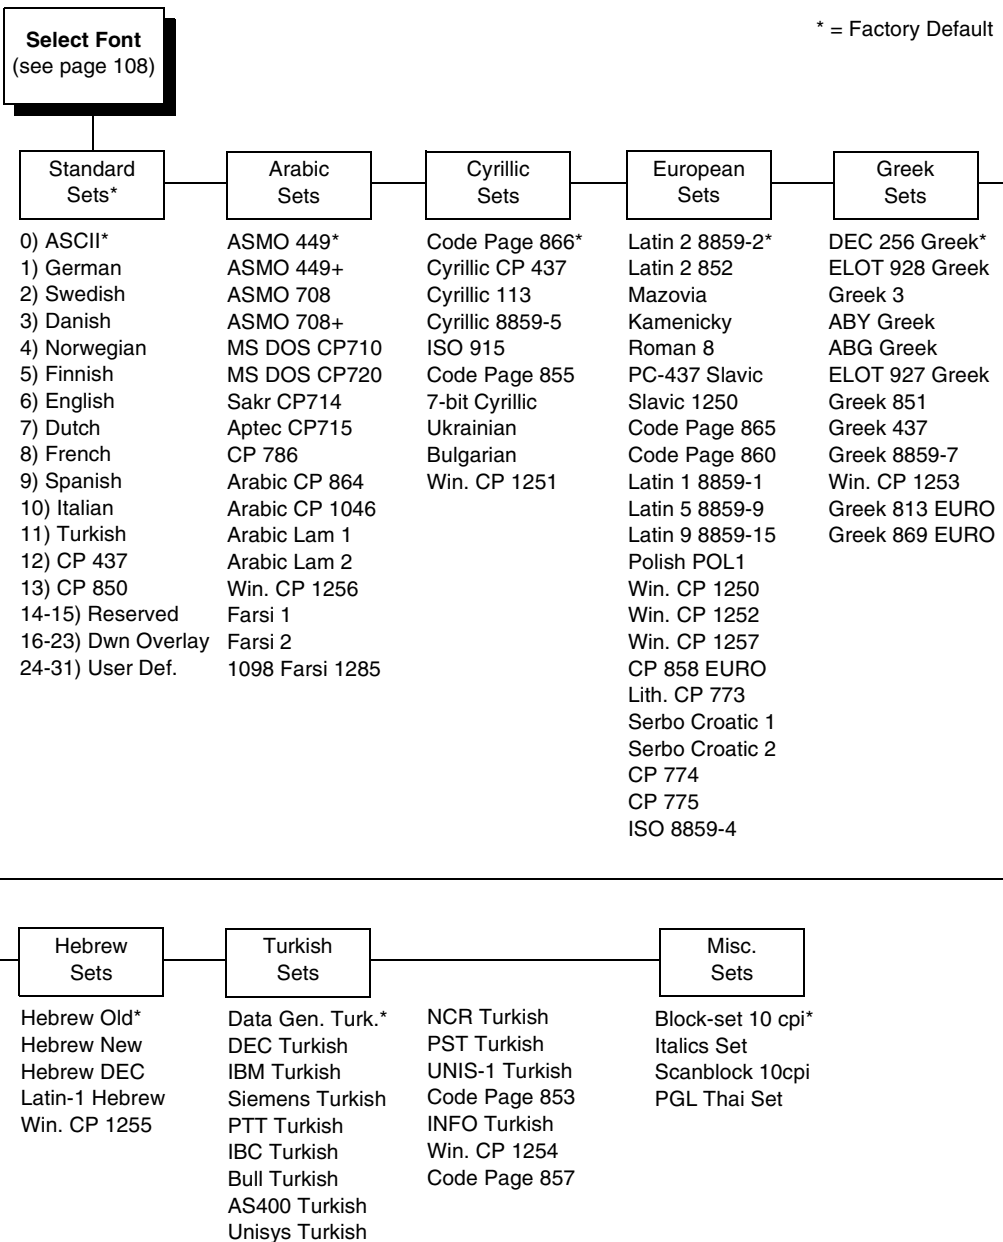 Select Font
(see page 108)
* = Factory Default
Standard
Sets*
0) ASCII*
1) German
2) Swedish
3) Danish
4) Norwegian
5) Finnish
6) English
7) Dutch
8) French
9) Spanish
10) Italian
11) Turkish
12) CP 437
13) CP 850
14-15) Reserved
16-23) Dwn Overlay
24-31) User Def.
Arabic
Sets
ASMO 449*
ASMO 449+
ASMO 708
ASMO 708+
MS DOS CP710
MS DOS CP720
Sakr CP714
Aptec CP715
CP 786
Arabic CP 864
Arabic CP 1046
Arabic Lam 1
Arabic Lam 2
Win. CP 1256
Farsi 1
Farsi 2
1098 Farsi 1285
Cyrillic
Sets
Code Page 866*
Cyrillic CP 437
Cyrillic 113
Cyrillic 8859-5
ISO 915
Code Page 855
7-bit Cyrillic
Ukrainian
Bulgarian
Win. CP 1251
European
Sets
Latin 2 8859-2*
Latin 2 852
Mazovia
Kamenicky
Roman 8
PC-437 Slavic
Slavic 1250
Code Page 865
Code Page 860
Latin 1 8859-1
Latin 5 8859-9
Latin 9 8859-15
Polish POL1
Win. CP 1250
Win. CP 1252
Win. CP 1257
CP 858 EURO
Lith. CP 773
Serbo Croatic 1
Serbo Croatic 2
CP 774
CP 775
ISO 8859-4
Greek
Sets
DEC 256 Greek*
ELOT 928 Greek
Greek 3
ABY Greek
ABG Greek
ELOT 927 Greek
Greek 851
Greek 437
Greek 8859-7
Win. CP 1253
Greek 813 EURO
Greek 869 EURO
Hebrew
Sets
Hebrew Old*
Hebrew New
Hebrew DEC
Latin-1 Hebrew
Win. CP 1255
Turkish
Sets
Data Gen. Turk.*
DEC Turkish
IBM Turkish
Siemens Turkish
PTT Turkish
IBC Turkish
Bull Turkish
AS400 Turkish
Unisys Turkish
NCR Turkish
PST Turkish
UNIS-1 Turkish
Code Page 853
INFO Turkish
Win. CP 1254
Code Page 857
Misc.
Sets
Block-set 10 cpi*
Italics Set
Scanblock 10cpi
PGL Thai Set